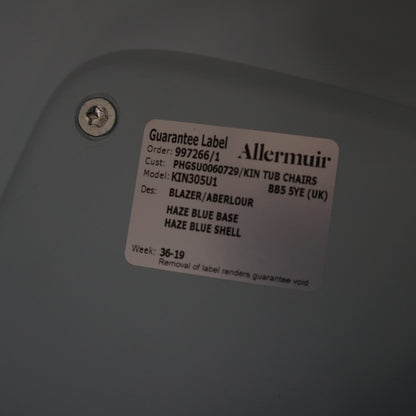 Guarantee Label
Allermuir
Order: 997266/1
Cust: PHGSU0060729/KIN TUB CHAIRS
Model: KIN305U1 BB5 5YE (UK)
Des: BLAZER/ABERLOUR
HAZE BLUE BASE
HAZE BLUE SHELL
Week: 36-19
Removal of label renders guarantee void